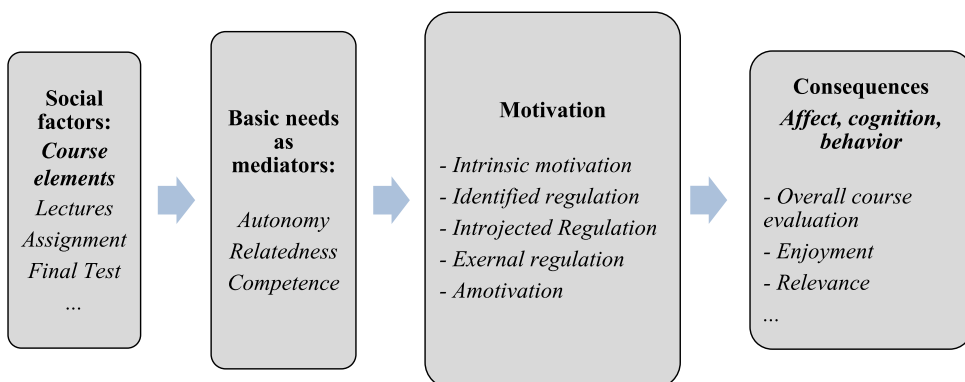 Social
factors:
Course
elements
Lectures
Assignment
Final Test
...
Basic needs
as
mediators:
Autonomy
Relatedness
Competence
Motivation
- Intrinsic motivation
- Identified regulation
- Introjected Regulation
- Exernal regulation
- Amotivation
Consequences
Affect, cognition,
behavior
- Overall course
evaluation
- Enjoyment
- Relevance
...